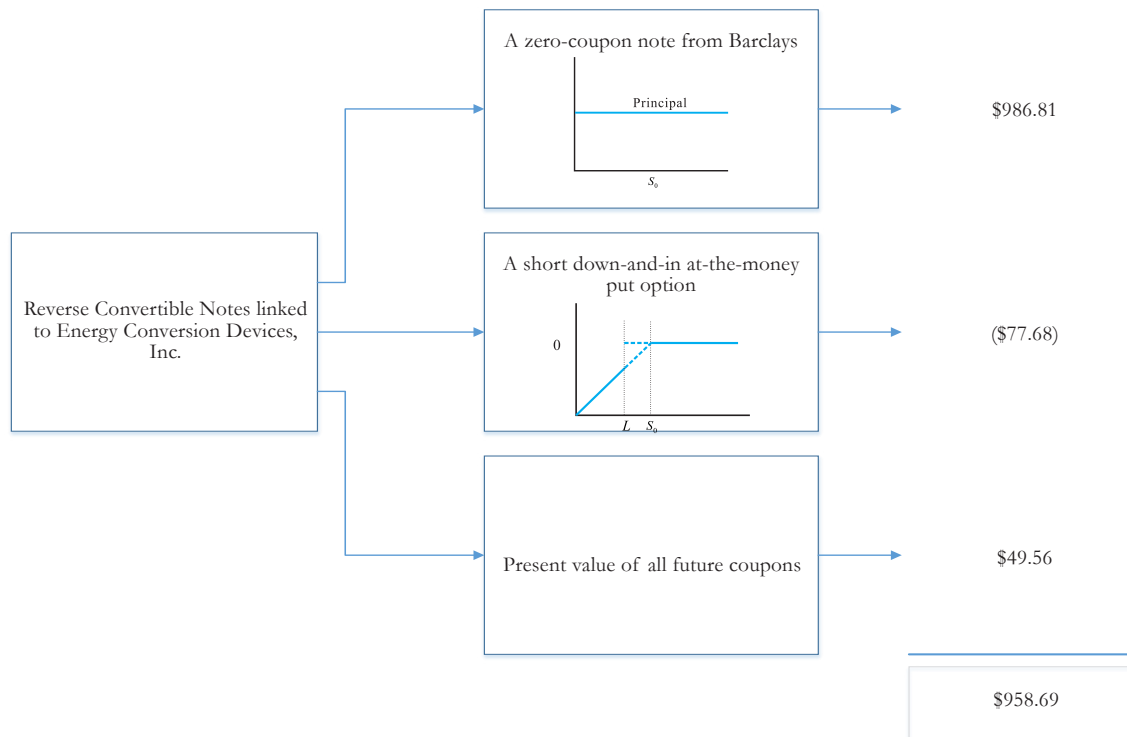 A zero-coupon note from Barclays
Principal
S₀
$986.81
Reverse Convertible Notes linked
to Energy Conversion Devices,
Inc.
A short down-and-in at-the-money
put option
0
L S₀
($77.68)
Present value of all future coupons
$49.56
$958.69